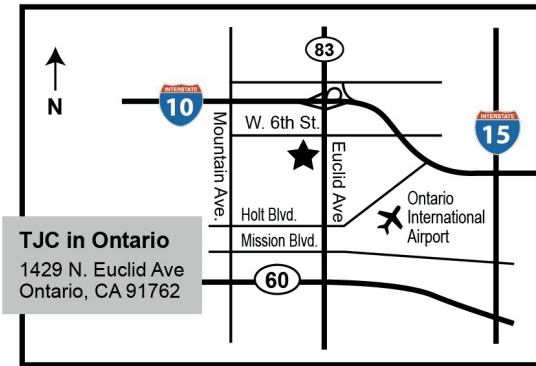 83
N
INTERSTATE
10
INTERSTATE
15
Mountain Ave.
W. 6th St.
Euclid Ave
Holt Blvd.
Mission Blvd.
Ontario
International
Airport
60
TJC in Ontario
1429 N. Euclid Ave
Ontario, CA 91762